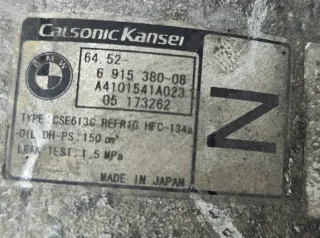 Calsonic Kansei
BMW
64.52-
6 915 380-08
A4101541A023
05 173262
TYPE :CSE613C REFRIG HFC-134a
OIL DH-PS:150 cm³
LEAK TEST:1.5 MPa
MADE IN JAPAN
N